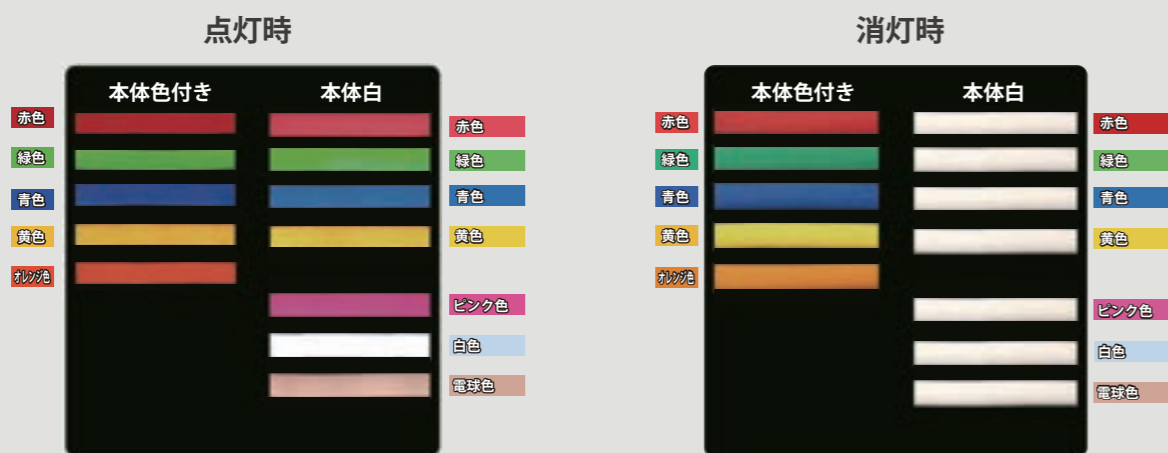 点灯時
本体色付き
本体白
赤色
緑色
青色
黄色
オレンジ色
赤色
緑色
青色
黄色
ピンク色
白色
電球色
消灯時
本体色付き
本体白
赤色
緑色
青色
黄色
オレンジ色
赤色
緑色
青色
黄色
ピンク色
白色
電球色